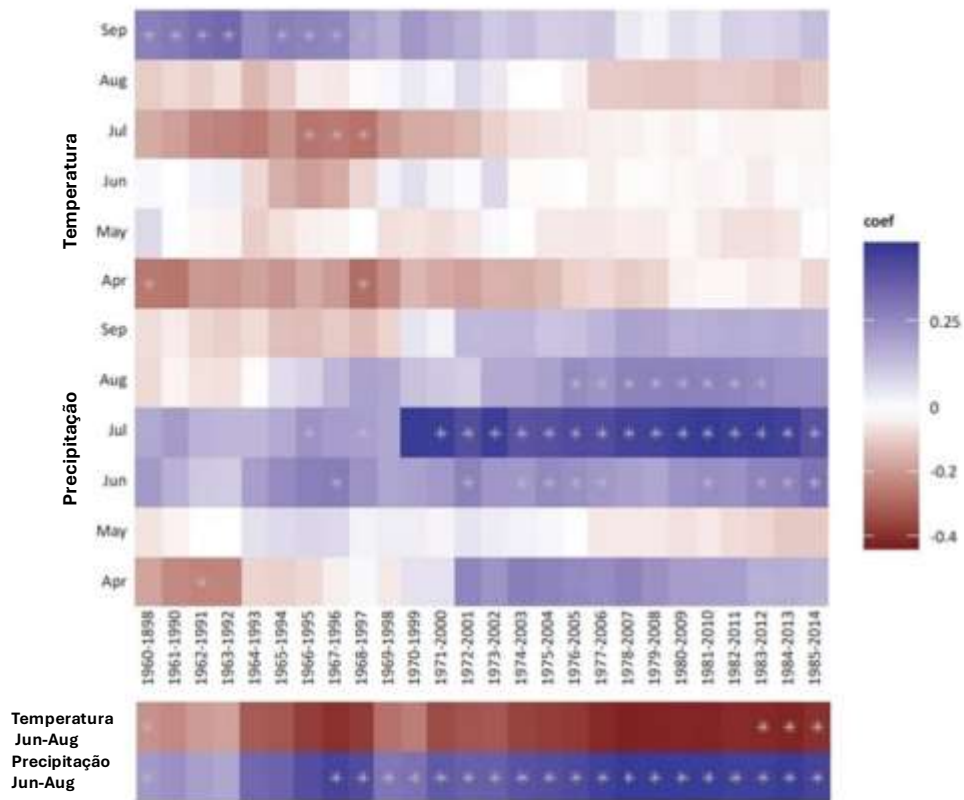 Temperatura
Sep
Aug
Jul
Jun
May
Apr
Precipitação
Sep
Aug
Jul
Jun
May
Apr
coef
0.25
0
-0.2
-0.4
1960-1898
1961-1990
1962-1991
1963-1992
1964-1993
1965-1994
1966-1995
1967-1996
1968-1997
1969-1998
1970-1999
1971-2000
1972-2001
1973-2002
1974-2003
1975-2004
1976-2005
1977-2006
1978-2007
1979-2008
1980-2009
1981-2010
1982-2011
1983-2012
1984-2013
1985-2014
Temperatura
Jun-Aug
Precipitação
Jun-Aug